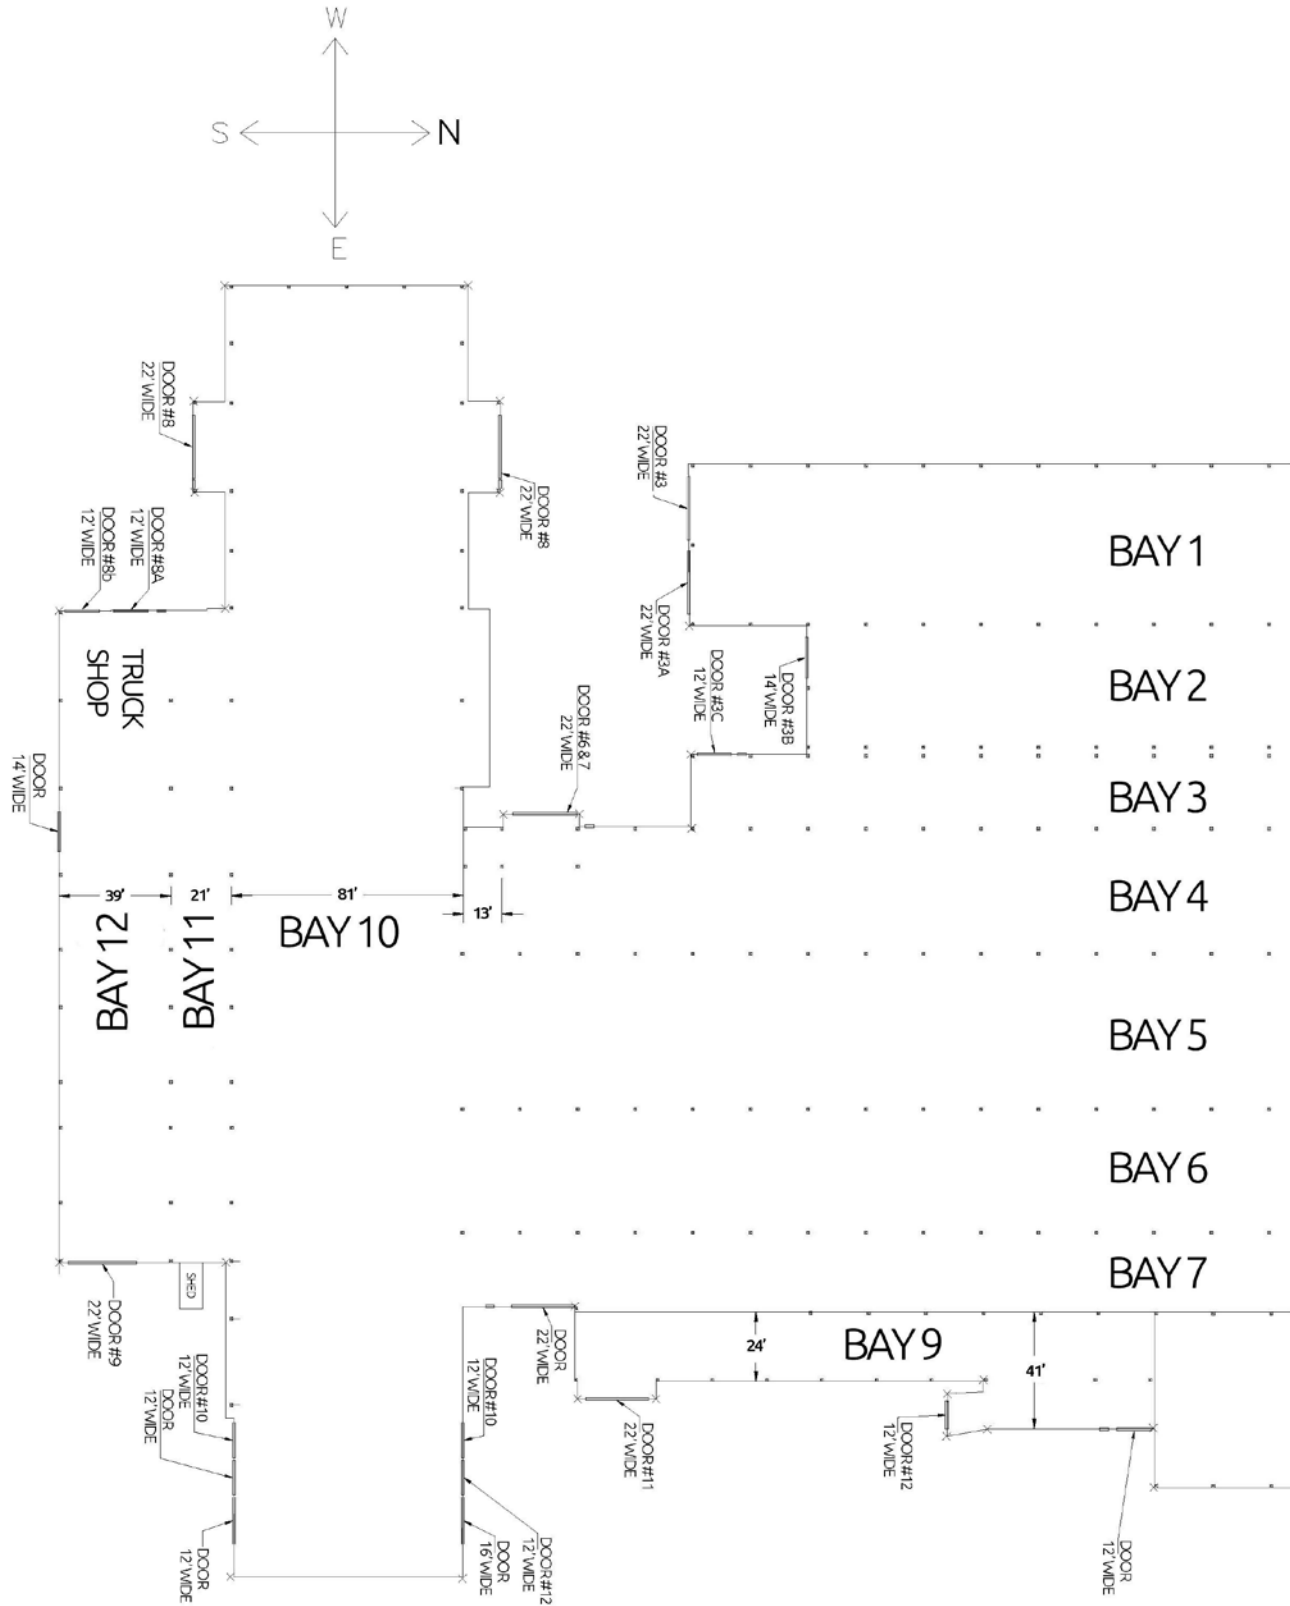 W
S
N
E
DOOR #8
22' WIDE
DOOR #8
22' WIDE
DOOR #3
22' WIDE
BAY 1
DOOR #8b
12' WIDE
DOOR #8A
12' WIDE
DOOR #3A
22' WIDE
TRUCK
SHOP
DOOR #3C
12' WIDE
DOOR #3B
14' WIDE
BAY 2
DOOR #6&7
22' WIDE
DOOR
14' WIDE
BAY 3
39'
21'
81'
13'
BAY 4
BAY 12
BAY 11
BAY 10
BAY 5
BAY 6
SHED
BAY 7
DOOR #9
22' WIDE
DOOR
22' WIDE
24'
BAY 9
41'
DOOR #10
12' WIDE
DOOR
12' WIDE
DOOR #10
12' WIDE
DOOR #11
22' WIDE
DOOR #12
12' WIDE
DOOR
12' WIDE
DOOR
16' WIDE
DOOR #12
12' WIDE
DOOR
12' WIDE